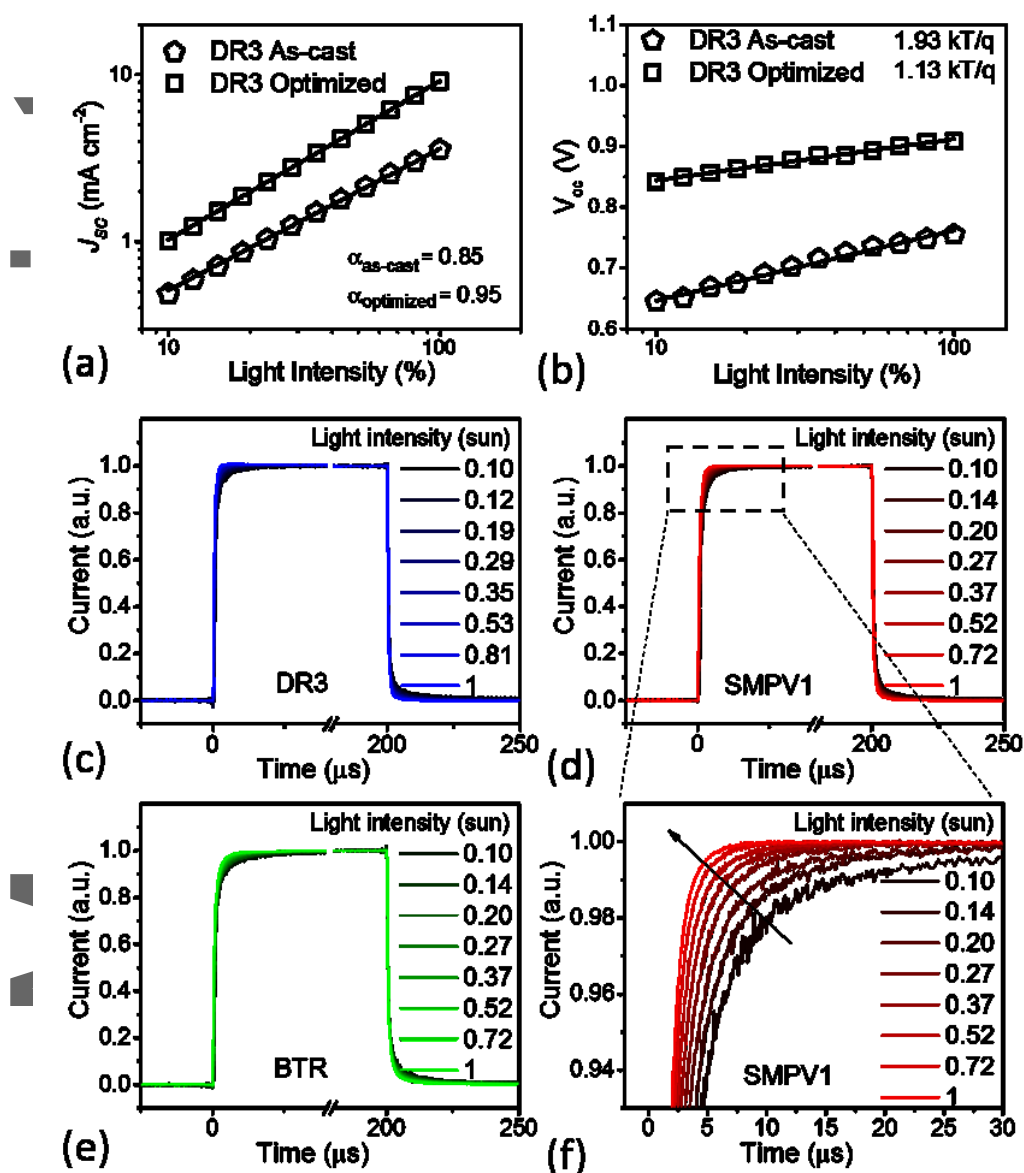 DR3 As-cast
DR3 Optimized
10
1
J_SC (mA cm⁻²)
α_as-cast = 0.85
α_optimized = 0.95
10
100
Light Intensity (%)
(a)
DR3 As-cast 1.93 kT/q
DR3 Optimized 1.13 kT/q
1.1
1.0
0.9
0.8
0.7
0.6
V_oc (V)
10
100
Light Intensity (%)
(b)
Light intensity (sun)
0.10
0.12
0.19
0.29
0.35
0.53
0.81
1
1.0
0.8
0.6
0.4
0.2
0.0
Current (a.u.)
DR3
0
200
250
Time (μs)
(c)
Light intensity (sun)
0.10
0.14
0.20
0.27
0.37
0.52
0.72
1
1.0
0.8
0.6
0.4
0.2
0.0
Current (a.u.)
SMPV1
0
200
250
Time (μs)
(d)
Light intensity (sun)
0.10
0.14
0.20
0.27
0.37
0.52
0.72
1
1.0
0.8
0.6
0.4
0.2
0.0
Current (a.u.)
BTR
0
200
250
Time (μs)
(e)
Light intensity (sun)
0.10
0.14
0.20
0.27
0.37
0.52
0.72
1
1.00
0.98
0.96
0.94
Current (a.u.)
SMPV1
0
5
10
15
20
25
30
Time (μs)
(f)